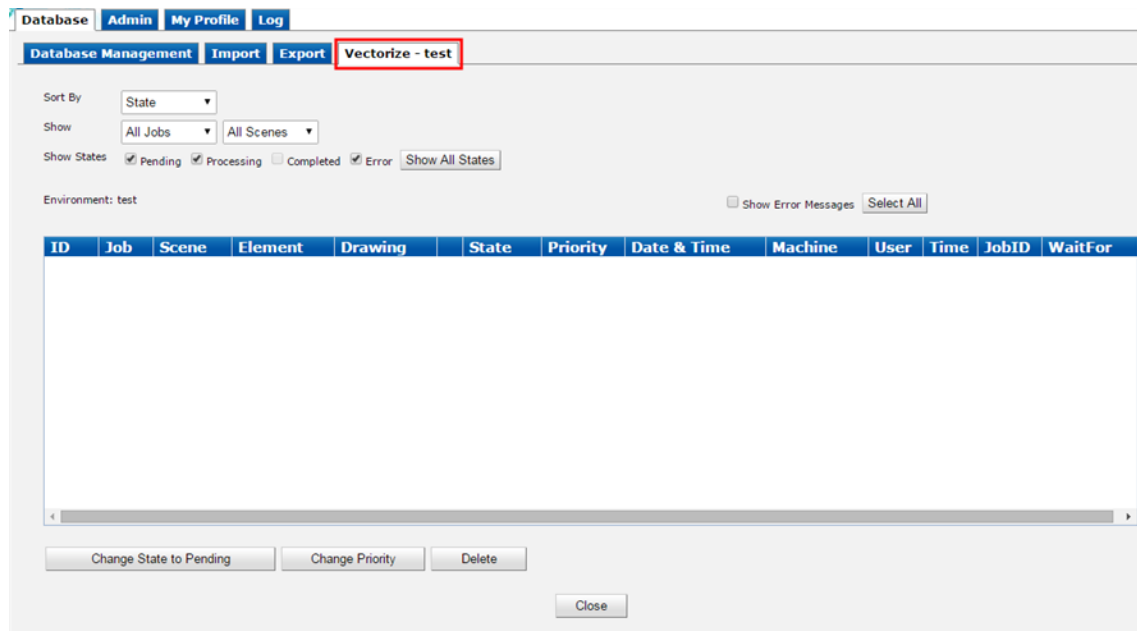 Database Admin My Profile Log
Database Management Import Export Vectorize - test
Sort By State
Show All Jobs All Scenes
Show States Pending Processing Completed Error Show All States
Environment: test Show Error Messages Select All
ID Job Scene Element Drawing State Priority Date & Time Machine User Time JobID WaitFor
Change State to Pending Change Priority Delete
Close